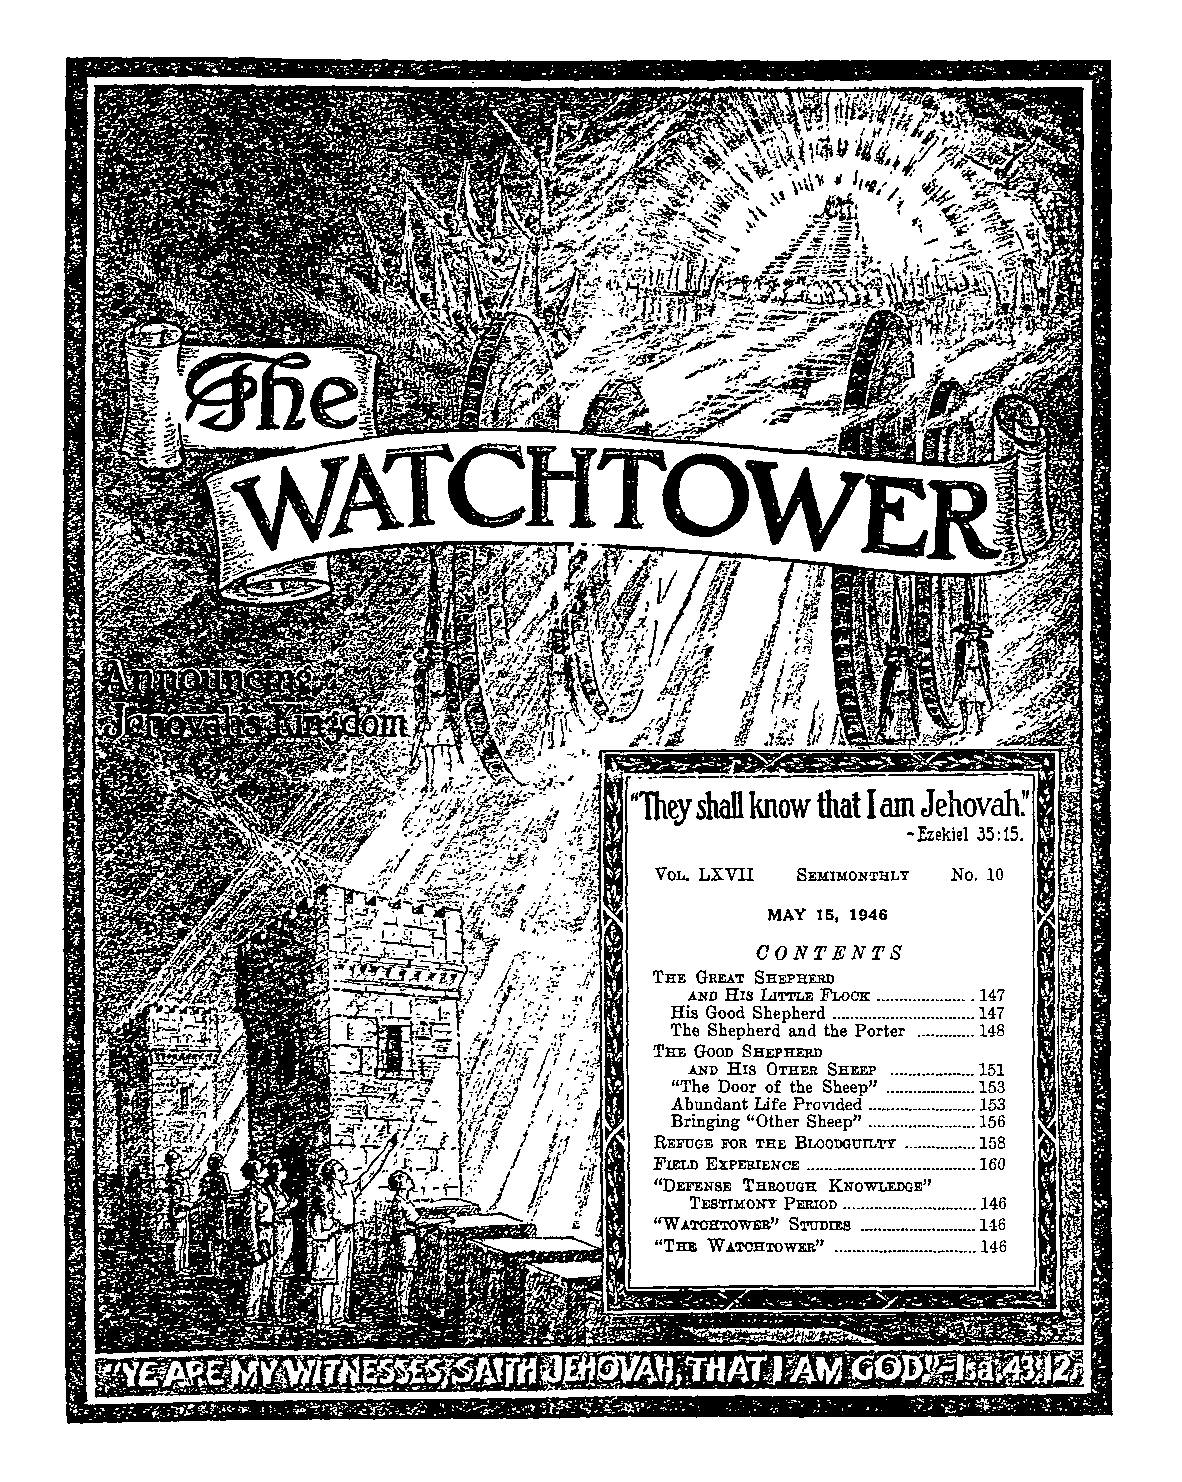 The
WATCHTOWER
Announcing
Jehovah's Kingdom
"They shall know that I am Jehovah."
-Ezekiel 35:15.
VOL. LXVII SEMIMONTHLY No. 10
MAY 15, 1946
CONTENTS
THE GREAT SHEPHERD
AND HIS LITTLE FLOCK .................... 147
His Good Shepherd ........................... 147
The Shepherd and the Porter ............ 148
THE GOOD SHEPHERD
AND HIS OTHER SHEEP .................. 151
"The Door of the Sheep" .................. 153
Abundant Life Provided ..................... 153
Bringing "Other Sheep" ..................... 156
REFUGE FOR THE BLOODGUILTY .............. 158
FIELD EXPERIENCE .................................. 160
"DEFENSE THROUGH KNOWLEDGE"
TESTIMONY PERIOD ........................... 146
"WATCHTOWER" STUDIES ....................... 146
"THE WATCHTOWER" ............................ 146
"YE ARE MY WITNESSES, SAITH JEHOVAH, THAT I AM GOD."-Isa. 43:12.